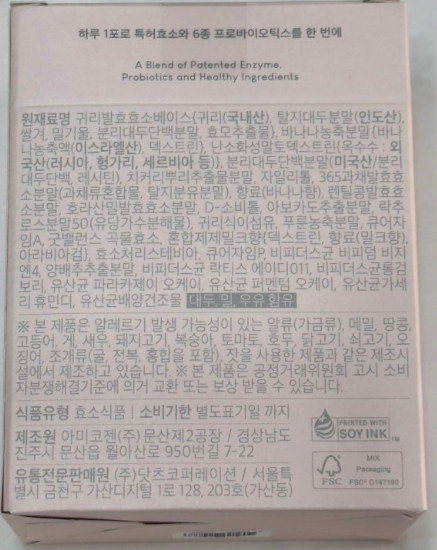 하루 1포로 특허효소와 6종 프로바이오틱스를 한 번에
A Blend of Patented Enzyme,
Probiotics and Healthy Ingredients
원재료명 귀리발효효소베이스{귀리(국내산), 탈지대두분말(인도산),
쌀겨, 밀기울, 분리대두단백분말, 효모추출물}, 바나나농축분말{바나
나농축액(이스라엘산), 덱스트린}, 난소화성말토덱스트린{옥수수 : 외
국산(러시아, 헝가리, 세르비아 등)}, 분리대두단백분말(미국산/분리
대두단백, 레시틴), 치커리뿌리추출물분말, 자일리톨, 365과채발효효
소분말(과채류혼합물, 탈지분유분말), 향료(바나나향), 렌틸콩발효효
소분말, 호라산밀발효효소분말, D-소비톨, 아보카도추출분말, 락추
로스분말50(유당가수분해물), 귀리식이섬유, 푸룬농축분말, 큐어자
임A, 굿밸런스 곡물효소, 혼합제제밀크향(덱스트린, 향료(밀크향),
아라비아검), 효소처리스테비아, 큐어자임P, 비피더스균 비피덤 비지
엔4, 양배추추출분말, 비피더스균 락티스 에이디011, 비피더스균롱검
보리, 유산균 파라카제이 오케이, 유산균 퍼멘텀 오케이, 유산균가세
리 휴민디, 유산균배양건조물 대두, 밀, 우유 함유
※ 본 제품은 알레르기 발생 가능성이 있는 알류(가금류), 메밀, 땅콩,
고등어, 게, 새우, 돼지고기, 복숭아, 토마토, 호두, 닭고기, 쇠고기, 오
징어, 조개류(굴, 전복, 홍합을 포함), 잣을 사용한 제품과 같은 제조시
설에서 제조하고 있습니다. ※ 본 제품은 공정거래위원회 고시 소비
자분쟁해결기준에 의거 교환 또는 보상 받을 수 있습니다.
식품유형 효소식품 | 소비기한 별도표기일 까지
제조원 아미코젠(주) 문산제2공장 / 경상남도
진주시 문산읍 월아산로 950번길 7-22
유통전문판매원 (주)닷츠코퍼레이션 / 서울특
별시 금천구 가산디지털 1로 128, 203호(가산동)
PRINTED WITH
SOY INK™
FSC
MIX
Packaging
FSC® C147190